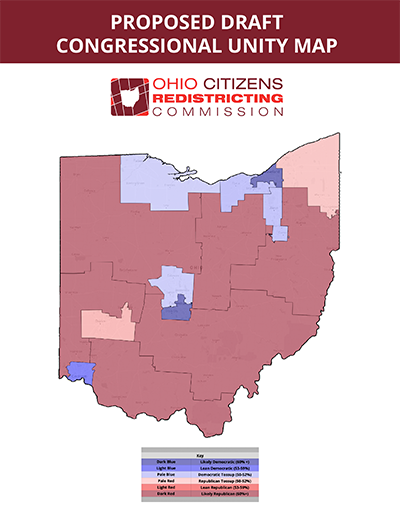 PROPOSED DRAFT
CONGRESSIONAL UNITY MAP
OHIO CITIZENS
REDISTRICTING
COMMISSION
Key
Dark Blue Likely Democratic (60%+)
Light Blue Lean Democratic (53-59%)
Pale Blue Democratic Tossup (50-52%)
Pale Red Republican Tossup (50-52%)
Light Red Lean Republican (53-59%)
Dark Red Likely Republican (60%+)